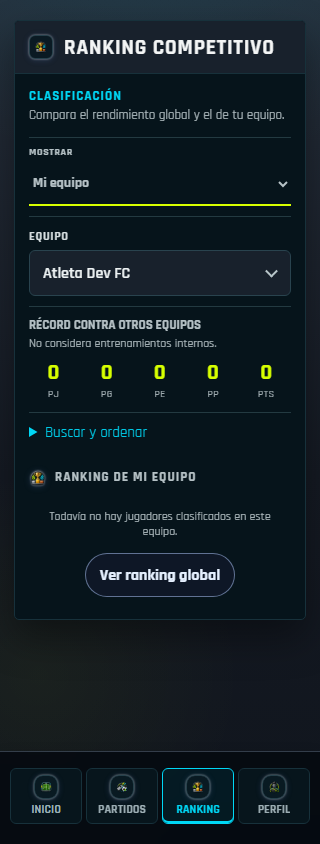 RANKING COMPETITIVO
CLASIFICACIÓN
Compara el rendimiento global y el de tu equipo.
MOSTRAR
Mi equipo
EQUIPO
Atleta Dev FC
RÉCORD CONTRA OTROS EQUIPOS
No considera entrenamientos internos.
0 0 0 0 0
PJ PG PE PP PTS
Buscar y ordenar
RANKING DE MI EQUIPO
Todavía no hay jugadores clasificados en este
equipo.
Ver ranking global
INICIO PARTIDOS RANKING PERFIL